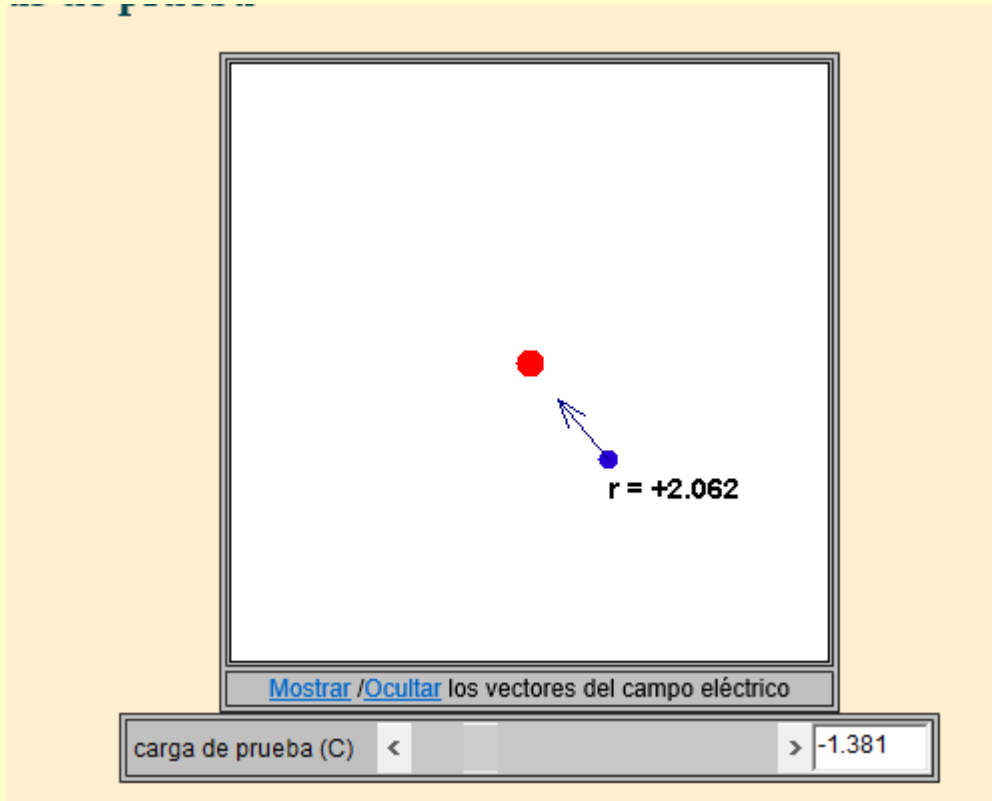 r = +2.062
Mostrar /Ocultar los vectores del campo eléctrico
carga de prueba (C) < > -1.381